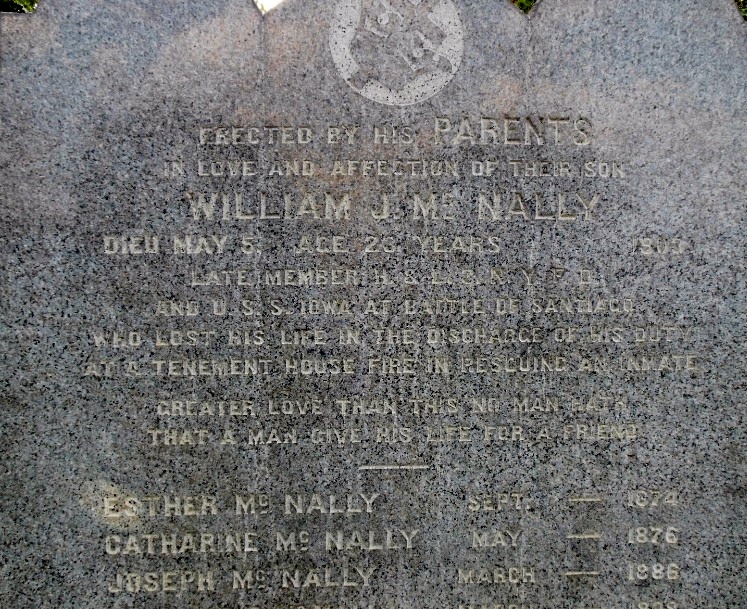 ERECTED BY HIS PARENTS
IN LOVE AND AFFECTION OF THEIR SON
WILLIAM J. Mc NALLY
DIED MAY 5, AGE 26 YEARS
LATE MEMBER H. & L. 3. N. Y. F. D.
AND U. S. S. IOWA AT BATTLE DE SANTIAGO
WHO LOST HIS LIFE IN THE DISCHARGE OF HIS DUTY
AT A TENEMENT HOUSE FIRE IN RESCUING AN INMATE
GREATER LOVE THAN THIS NO MAN HATH
THAT A MAN GIVE HIS LIFE FOR A FRIEND
ESTHER Mc NALLY SEPT. — 1874
CATHARINE Mc NALLY MAY — 1876
JOSEPH Mc NALLY MARCH — 1886